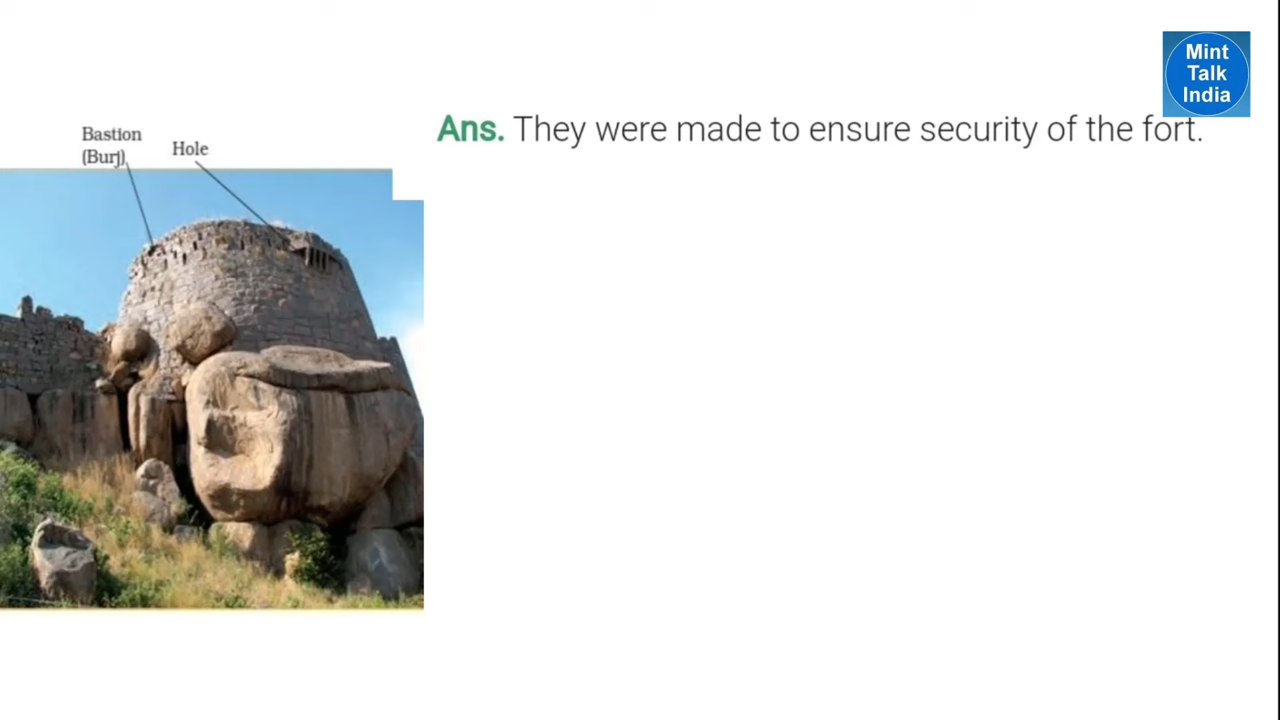 Mint
Talk
India
Ans. They were made to ensure security of the fort.
Bastion
(Burj)
Hole